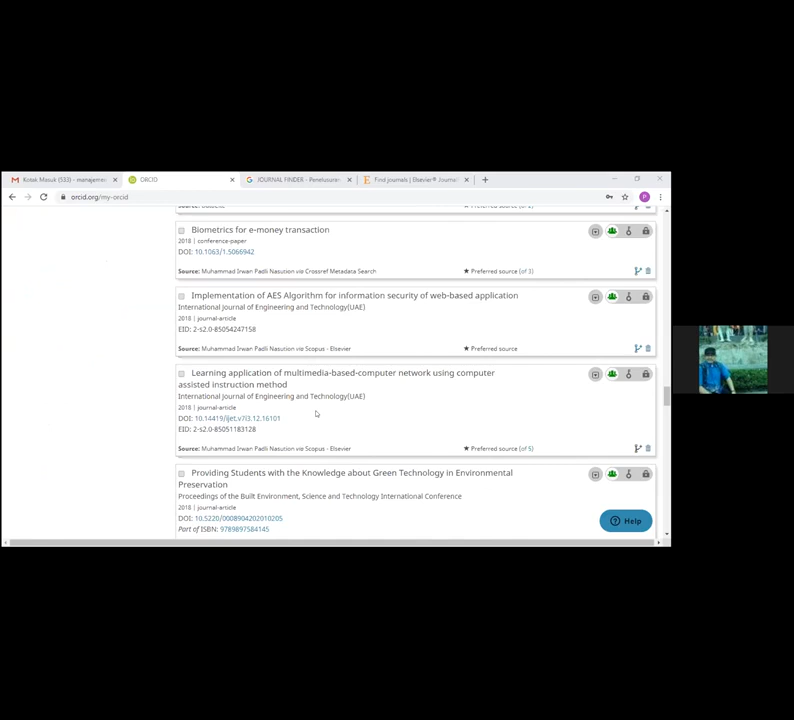 Kotak Masuk (533) - manajemen
ORCID
JOURNAL FINDER - Penelusuran
Find journals | Elsevier® Journal
orcid.org/my-orcid
P
Preferred source (of 2)
Biometrics for e-money transaction
2018 | conference-paper
DOI: 10.1063/1.5066942
Source: Muhammad Irwan Padli Nasution via Crossref Metadata Search
★ Preferred source (of 3)
Implementation of AES Algorithm for information security of web-based application
International Journal of Engineering and Technology(UAE)
2018 | journal-article
EID: 2-s2.0-85054247158
Source: Muhammad Irwan Padli Nasution via Scopus - Elsevier
★ Preferred source
Learning application of multimedia-based-computer network using computer
assisted instruction method
International Journal of Engineering and Technology(UAE)
2018 | journal-article
DOI: 10.14419/ijet.v7i3.12.16101
EID: 2-s2.0-85051183128
Source: Muhammad Irwan Padli Nasution via Scopus - Elsevier
★ Preferred source (of 5)
Providing Students with the Knowledge about Green Technology in Environmental
Preservation
Proceedings of the Built Environment, Science and Technology International Conference
2018 | journal-article
DOI: 10.5220/0008904202010205
Part of ISBN: 9789897584145
Help